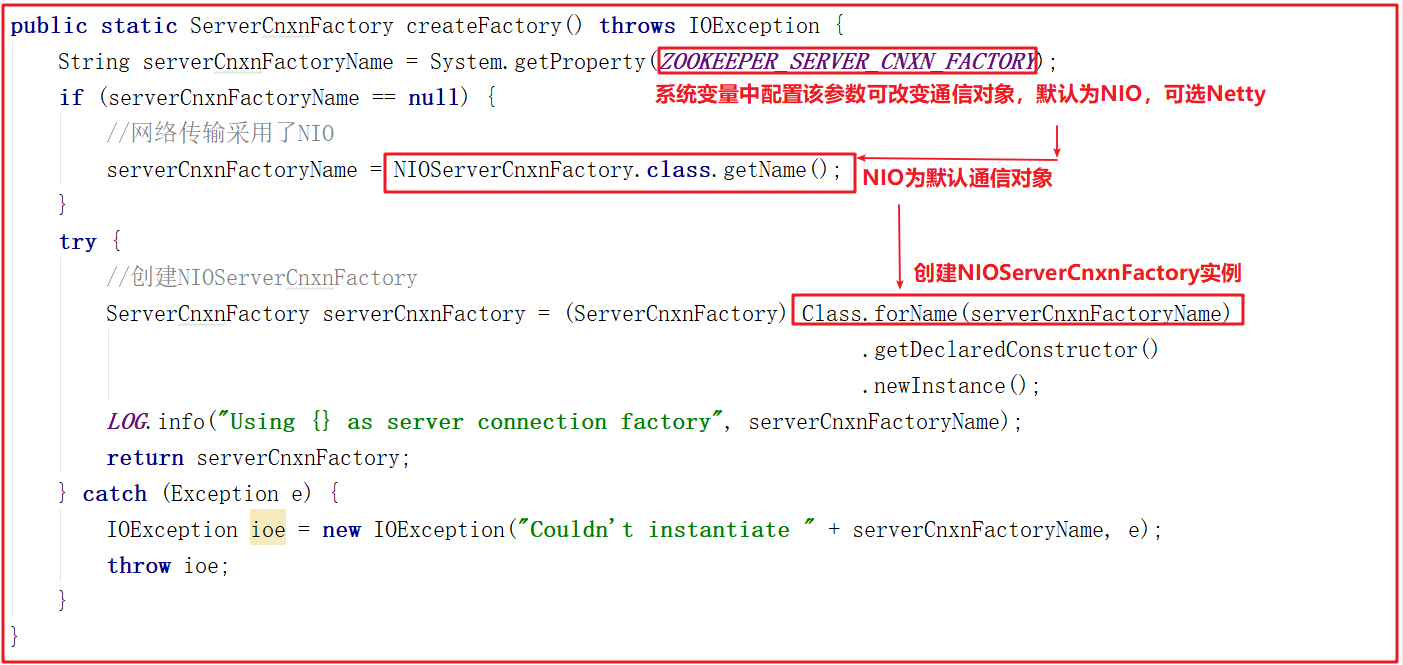 public static ServerCnxnFactory createFactory() throws IOException {
String serverCnxnFactoryName = System.getProperty(ZOOKEEPER_SERVER_CNXN_FACTORY);
if (serverCnxnFactoryName == null) {
系统变量中配置该参数可改变通信对象，默认为NIO，可选Netty
//网络传输采用了NIO
serverCnxnFactoryName = NIOServerCnxnFactory.class.getName();
NIO为默认通信对象
}
try {
//创建NIOServerCnxnFactory
创建NIOServerCnxnFactory实例
ServerCnxnFactory serverCnxnFactory = (ServerCnxnFactory) Class.forName(serverCnxnFactoryName)
.getDeclaredConstructor()
.newInstance();
LOG.info("Using {} as server connection factory", serverCnxnFactoryName);
return serverCnxnFactory;
} catch (Exception e) {
IOException ioe = new IOException("Couldn't instantiate " + serverCnxnFactoryName, e);
throw ioe;
}
}